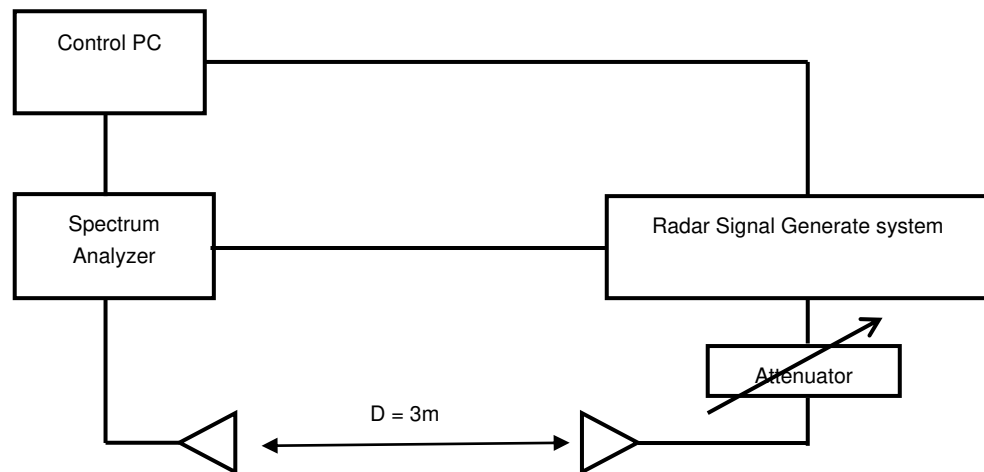 Control PC
Spectrum
Analyzer
Radar Signal Generate system
Attenuator
D = 3m